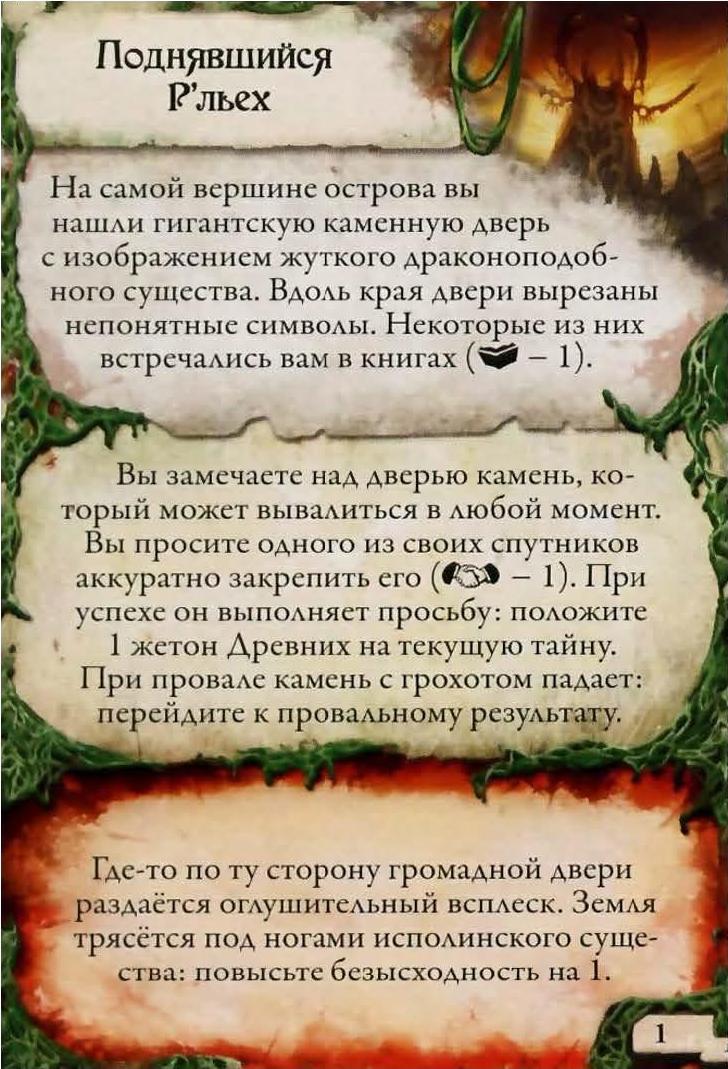 Поднявшийся
Р’льех
На самой вершине острова вы
нашли гигантскую каменную дверь
с изображением жуткого драконоподоб-
ного существа. Вдоль края двери вырезаны
непонятные символы. Некоторые из них
встречались вам в книгах ( – 1).
Вы замечаете над дверью камень, ко-
торый может вывалиться в любой момент.
Вы просите одного из своих спутников
аккуратно закрепить его ( – 1). При
успехе он выполняет просьбу: положите
1 жетон Древних на текущую тайну.
При провале камень с грохотом падает:
перейдите к провальному результату.
Где-то по ту сторону громадной двери
раздаётся оглушительный всплеск. Земля
трясётся под ногами исполинского суще-
ства: повысьте безысходность на 1.
1